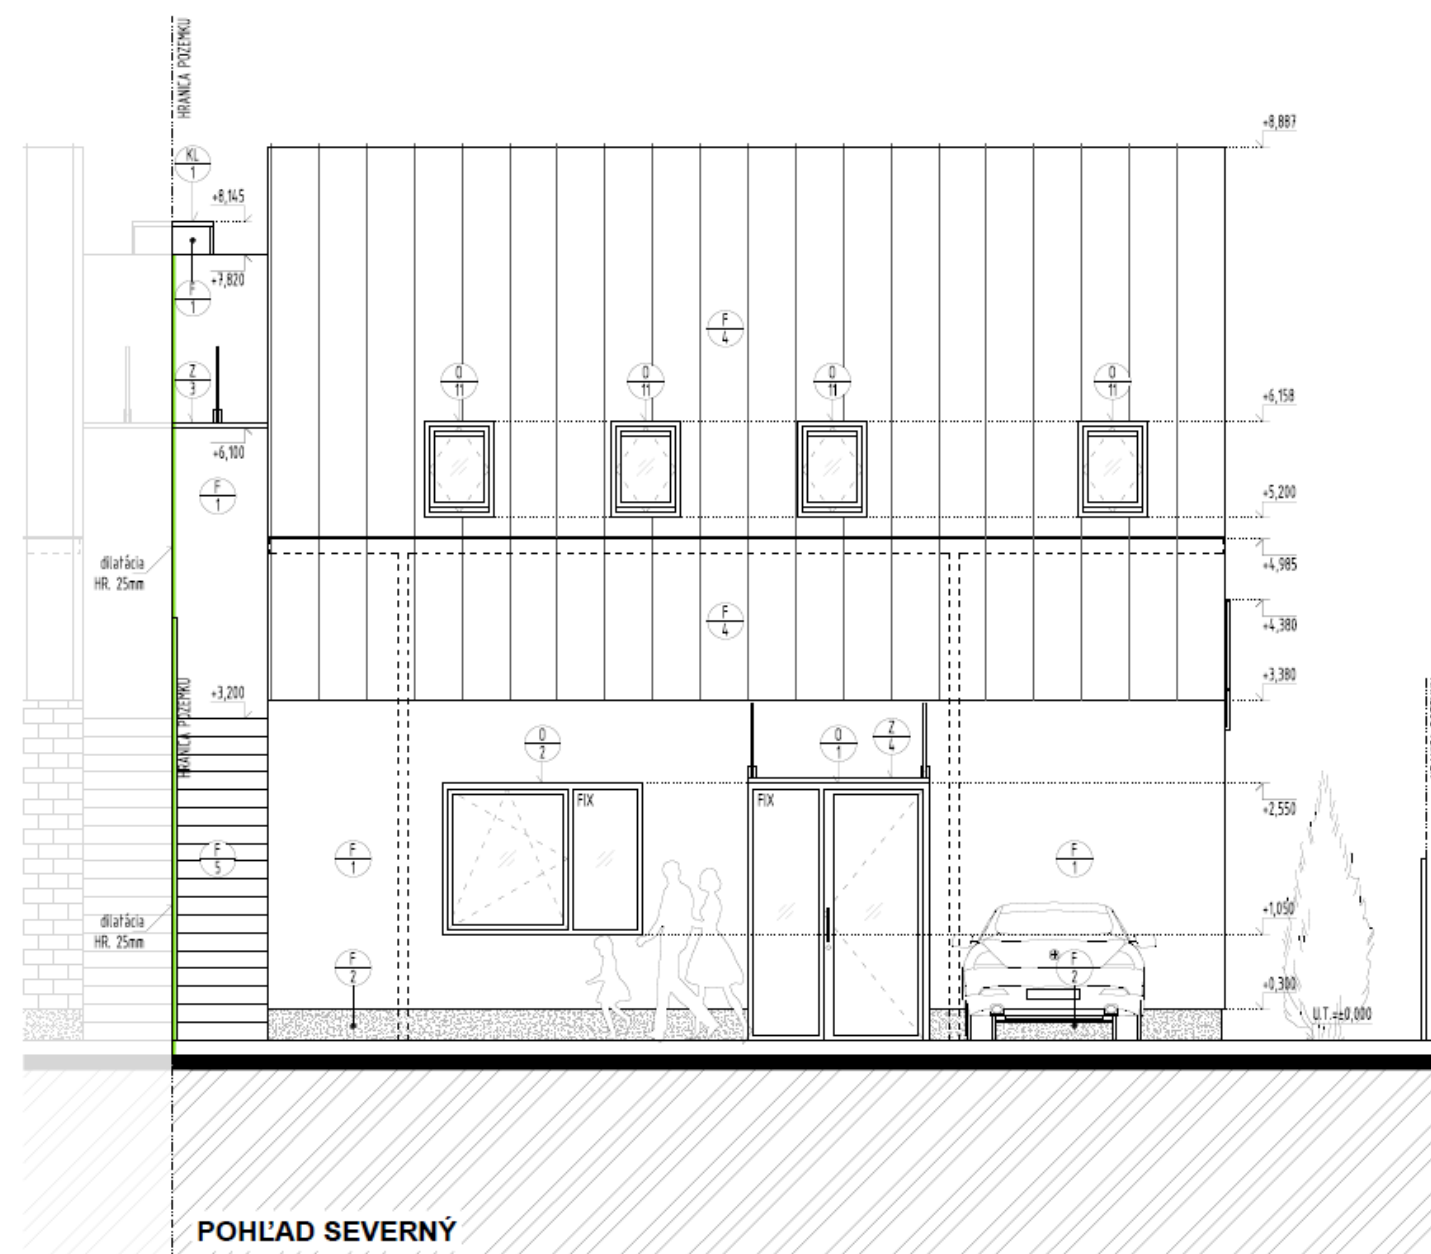 HRANICA POZEMKU
KL
1
+8,887
+8,145
+7,820
F
1
F
4
Z
3
O
11
O
11
O
11
O
11
+6,158
+6,100
F
1
+5,200
dilatácia
HR. 25mm
+4,985
F
4
+4,380
+3,380
HRANICA POZEMKU
+3,200
O
2
O
1
Z
4
FIX
FIX
+2,550
F
5
F
1
F
1
dilatácia
HR. 25mm
+1,050
F
2
F
2
+0,300
U.T.=±0,000
POHĽAD SEVERNÝ